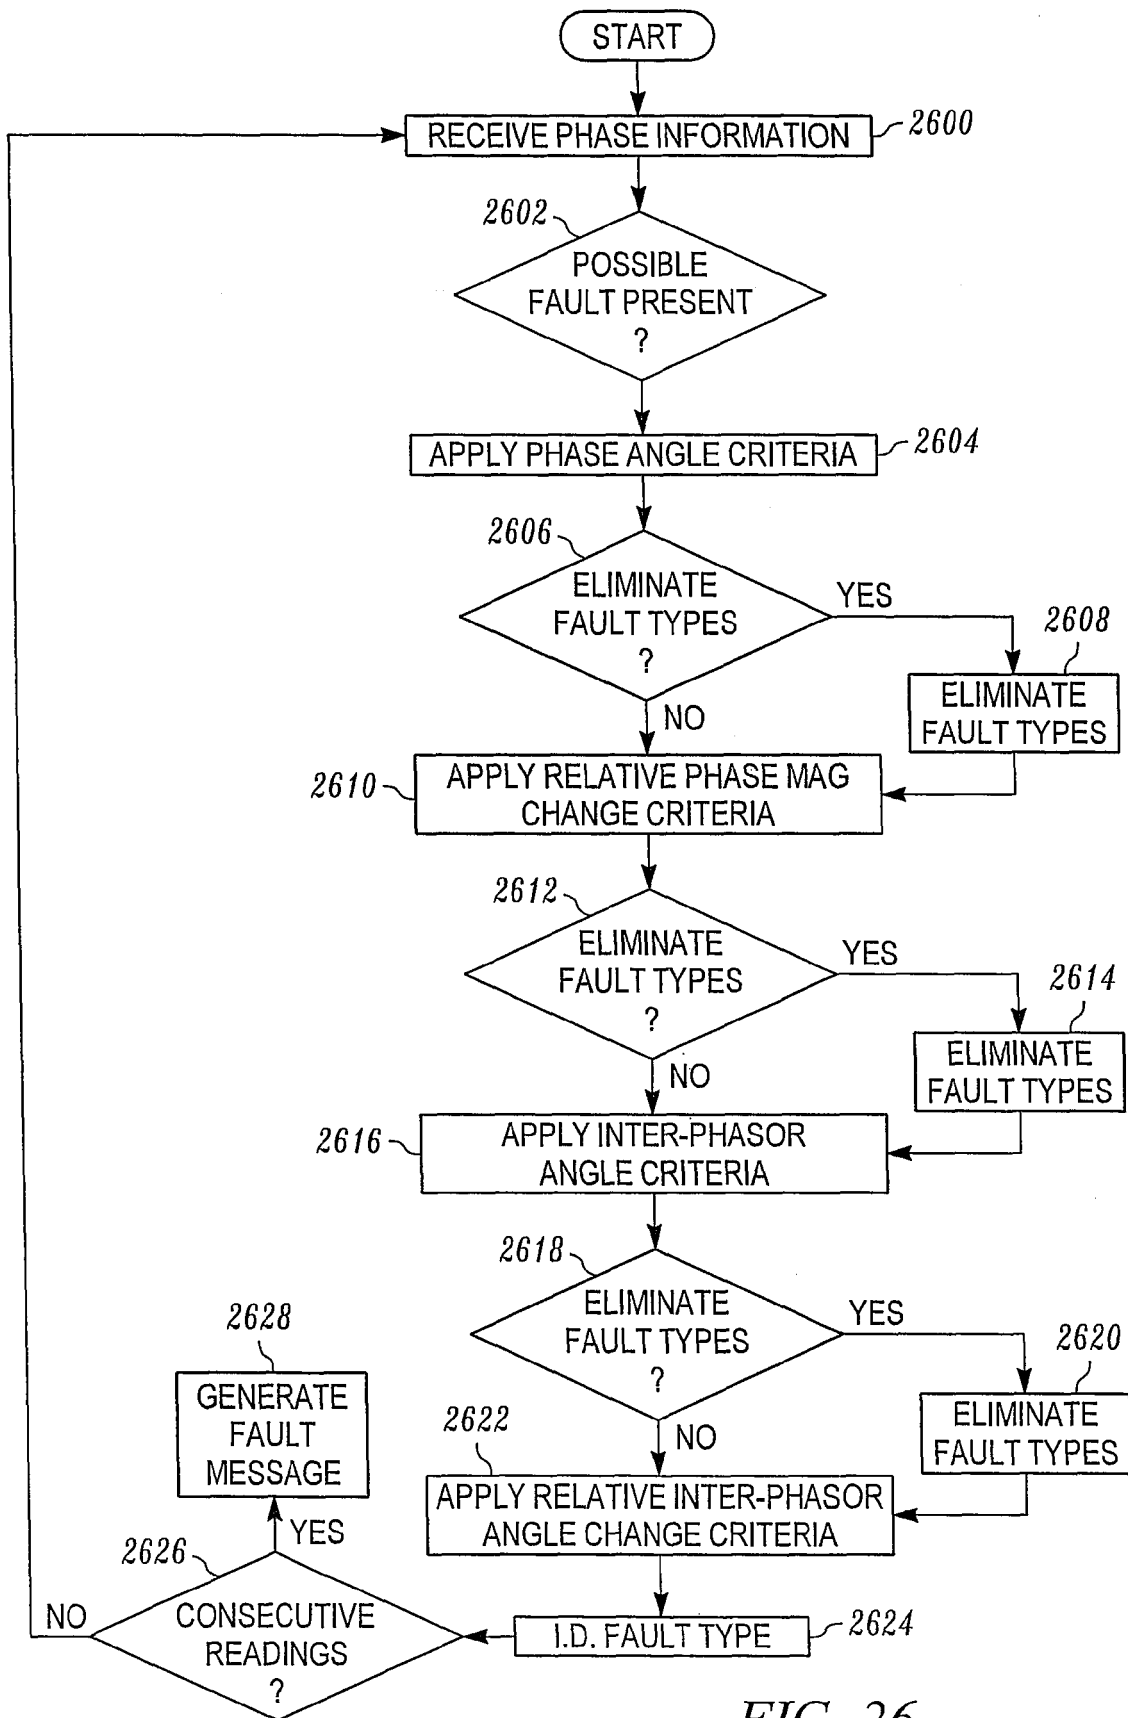 START
RECEIVE PHASE INFORMATION
2600
2602
POSSIBLE
FAULT PRESENT
?
APPLY PHASE ANGLE CRITERIA
2604
2606
ELIMINATE
FAULT TYPES
?
YES
2608
ELIMINATE
FAULT TYPES
NO
2610
APPLY RELATIVE PHASE MAG
CHANGE CRITERIA
2612
ELIMINATE
FAULT TYPES
?
YES
2614
ELIMINATE
FAULT TYPES
NO
2616
APPLY INTER-PHASOR
ANGLE CRITERIA
2618
ELIMINATE
FAULT TYPES
?
YES
2620
ELIMINATE
FAULT TYPES
NO
2622
APPLY RELATIVE INTER-PHASOR
ANGLE CHANGE CRITERIA
I.D. FAULT TYPE
2624
2626
CONSECUTIVE
READINGS
?
NO
YES
2628
GENERATE
FAULT
MESSAGE
FIG. 26